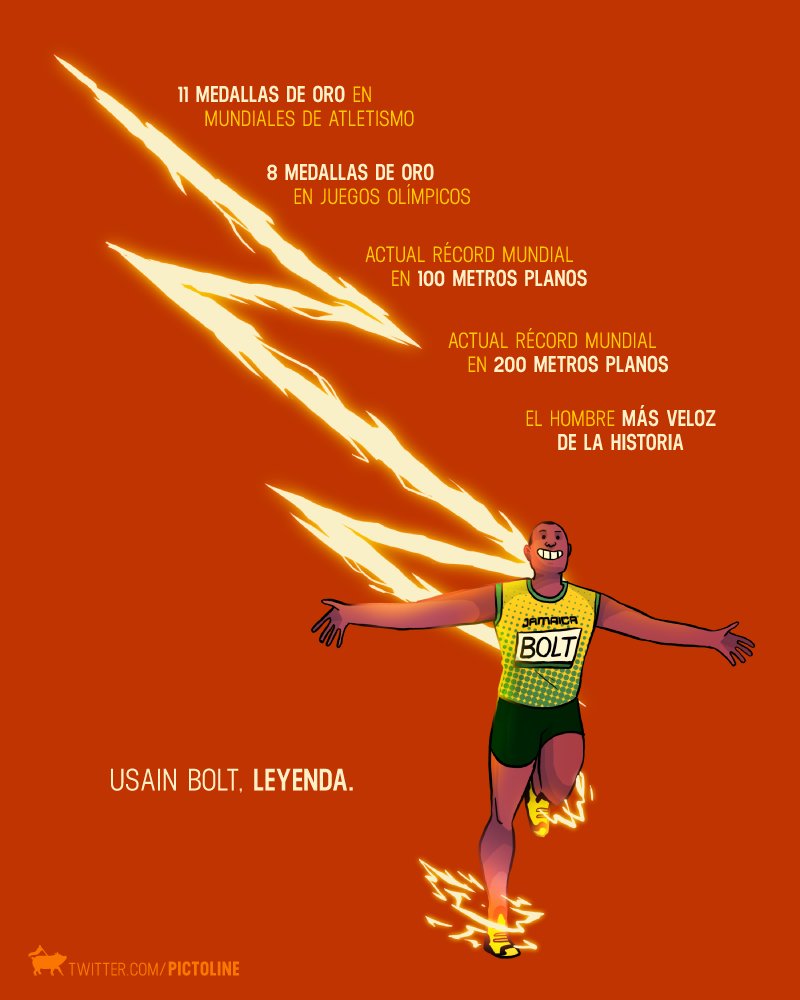 11 MEDALLAS DE ORO EN
MUNDIALES DE ATLETISMO
8 MEDALLAS DE ORO
EN JUEGOS OLÍMPICOS
ACTUAL RÉCORD MUNDIAL
EN 100 METROS PLANOS
ACTUAL RÉCORD MUNDIAL
EN 200 METROS PLANOS
EL HOMBRE MÁS VELOZ
DE LA HISTORIA
JAMAICA
BOLT
USAIN BOLT, LEYENDA.
TWITTER.COM/PICTOLINE